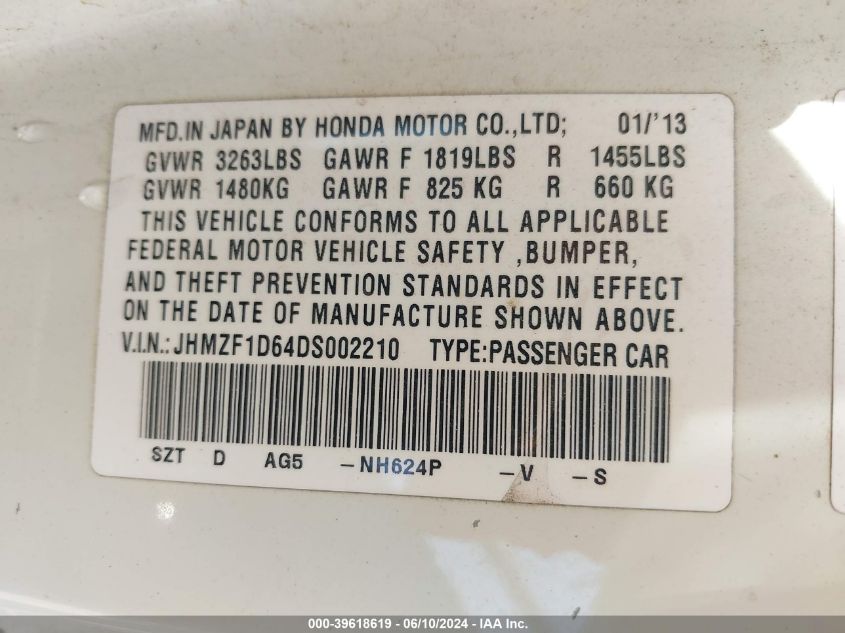 MFD.IN JAPAN BY HONDA MOTOR CO.,LTD; 01/'13
GVWR 3263LBS GAWR F 1819LBS R 1455LBS
GVWR 1480KG GAWR F 825 KG R 660 KG
THIS VEHICLE CONFORMS TO ALL APPLICABLE
FEDERAL MOTOR VEHICLE SAFETY ,BUMPER,
AND THEFT PREVENTION STANDARDS IN EFFECT
ON THE DATE OF MANUFACTURE SHOWN ABOVE.
V.I.N.:JHMZF1D64DS002210 TYPE:PASSENGER CAR
SZT D AG5 -NH624P -V -S
000-39618619 - 06/10/2024 - IAA Inc.